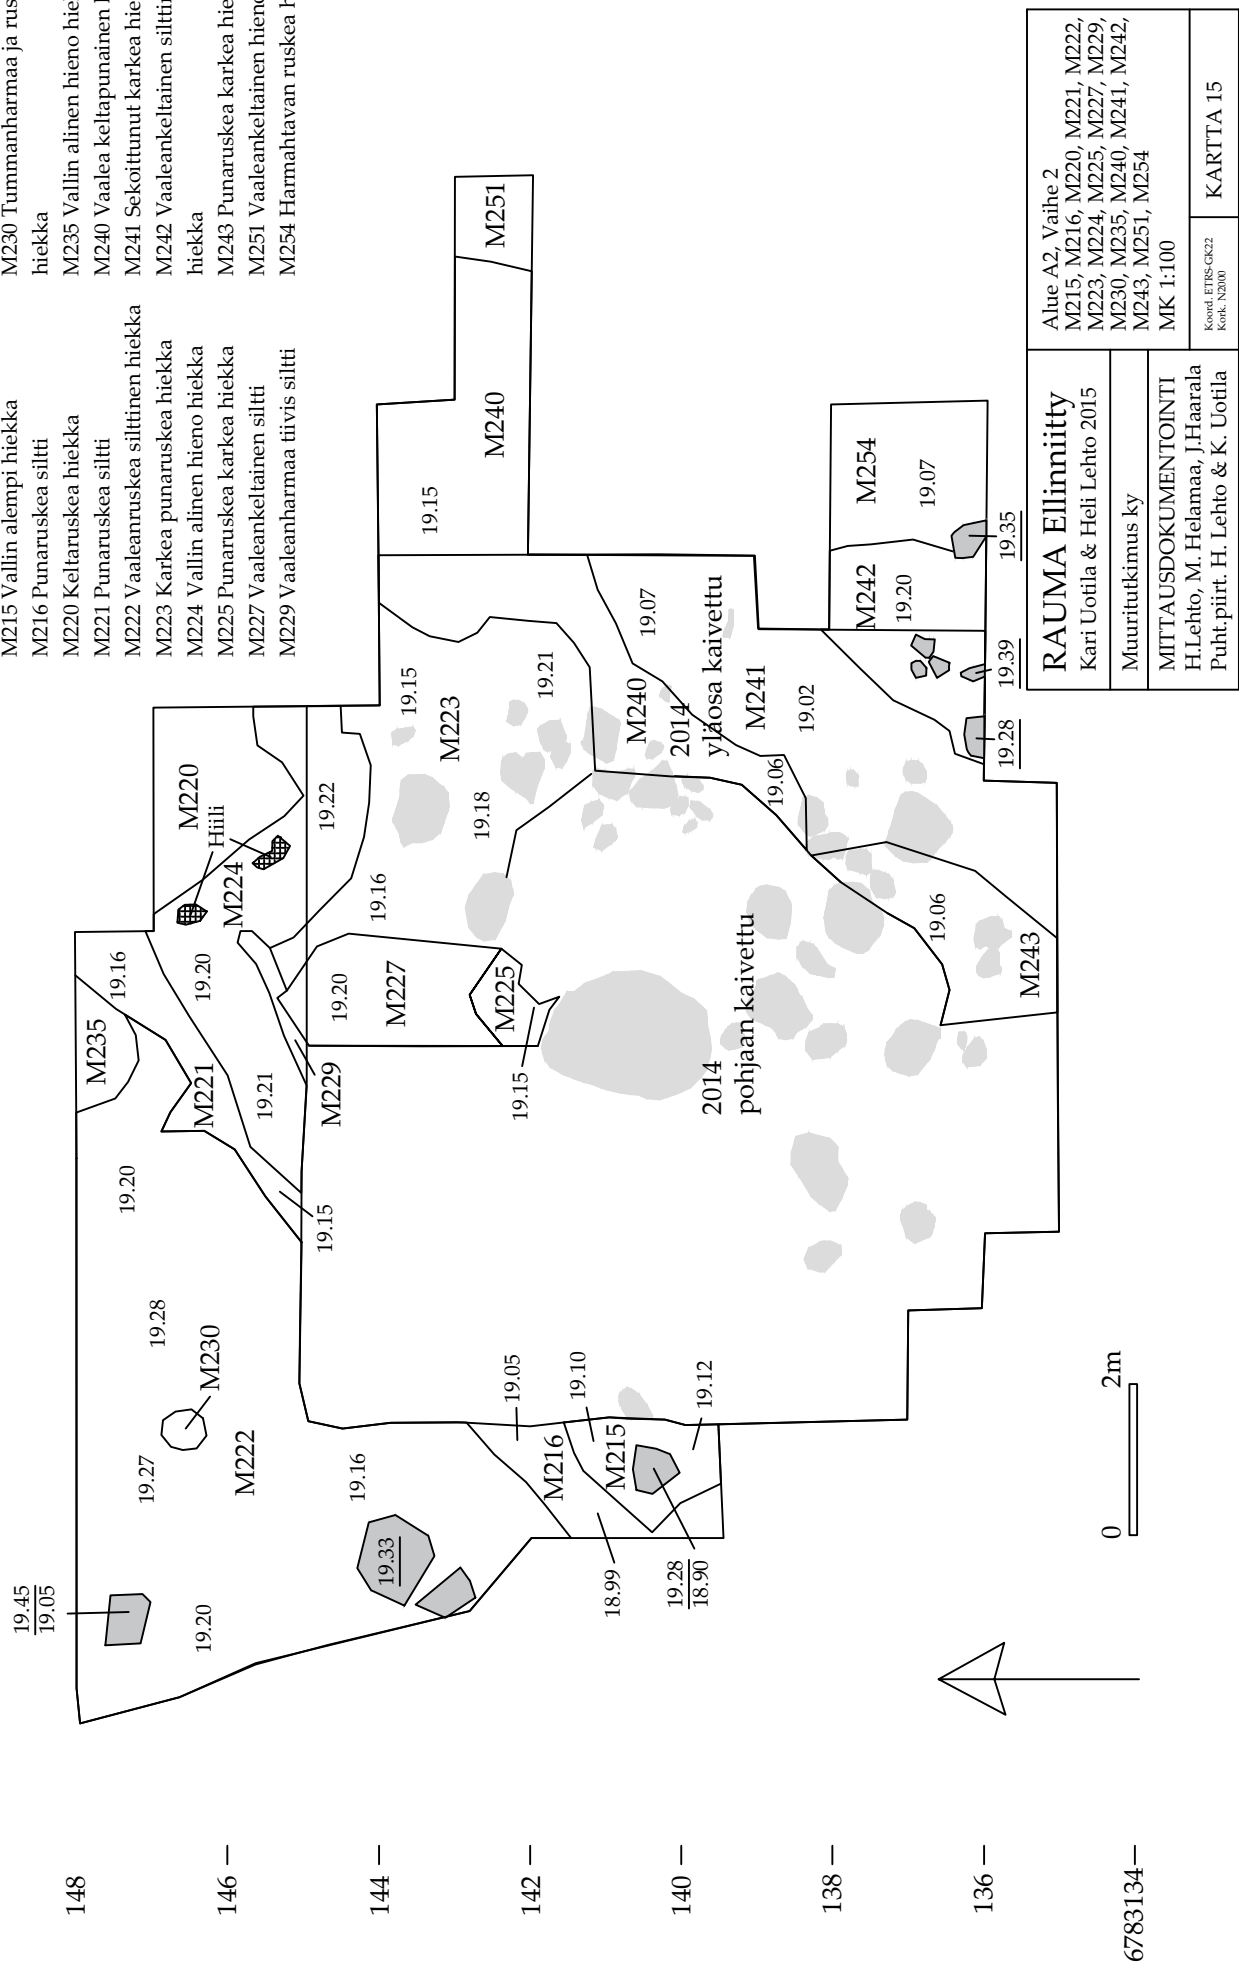 M215 Vallin alempi hiekka
M216 Punaruskea siltti
M220 Keltaruskea hiekka
M221 Punaruskea siltti
M222 Vaaleanruskea silttinen hiekka
M223 Karkea punaruskea hiekka
M224 Vallin alinen hieno hiekka
M225 Punaruskea karkea hiekka
M227 Vaaleankeltainen siltti
M229 Vaaleanharmaa tiivis siltti
M230 Tummanharmaa ja rus
hiekka
M235 Vallin alinen hieno hie
M240 Vaalea keltapunainen
M241 Sekoittunut karkea hie
M242 Vaaleankeltainen silttin
hiekka
M243 Punaruskea karkea hie
M251 Vaaleankeltainen hieno
M254 Harmahtavan ruskea h
19.45
19.05
19.20
19.27
M222
M230
19.28
19.20
19.16
19.33
M235
19.16
M221
19.20
19.21
19.15
M229
M220
Hiili
M224
19.22
19.16
19.20
M227
M225
19.15
M223
19.15
19.18
19.21
19.15
M240
M251
19.05
M216
19.10
M215
19.12
18.99
19.28
18.90
2014
pohjaan kaivettu
19.07
M240
2014
yläosa kaivettu
M241
19.02
19.06
19.06
M243
M242
19.20
M254
19.07
19.35
19.39
19.28
148
146
144
142
140
138
136
6783134
0
2m
RAUMA Ellinniitty
Kari Uotila & Heli Lehto 2015
Muuritutkimus ky
MITTAUSDOKUMENTOINTI
H.Lehto, M. Helamaa, J.Haarala
Puht.piirt. H. Lehto & K. Uotila
Alue A2, Vaihe 2
M215, M216, M220, M221, M222,
M223, M224, M225, M227, M229,
M230, M235, M240, M241, M242,
M243, M251, M254
MK 1:100
Koord. ETRS-GK22
Kork. N2000
KARTTA 15